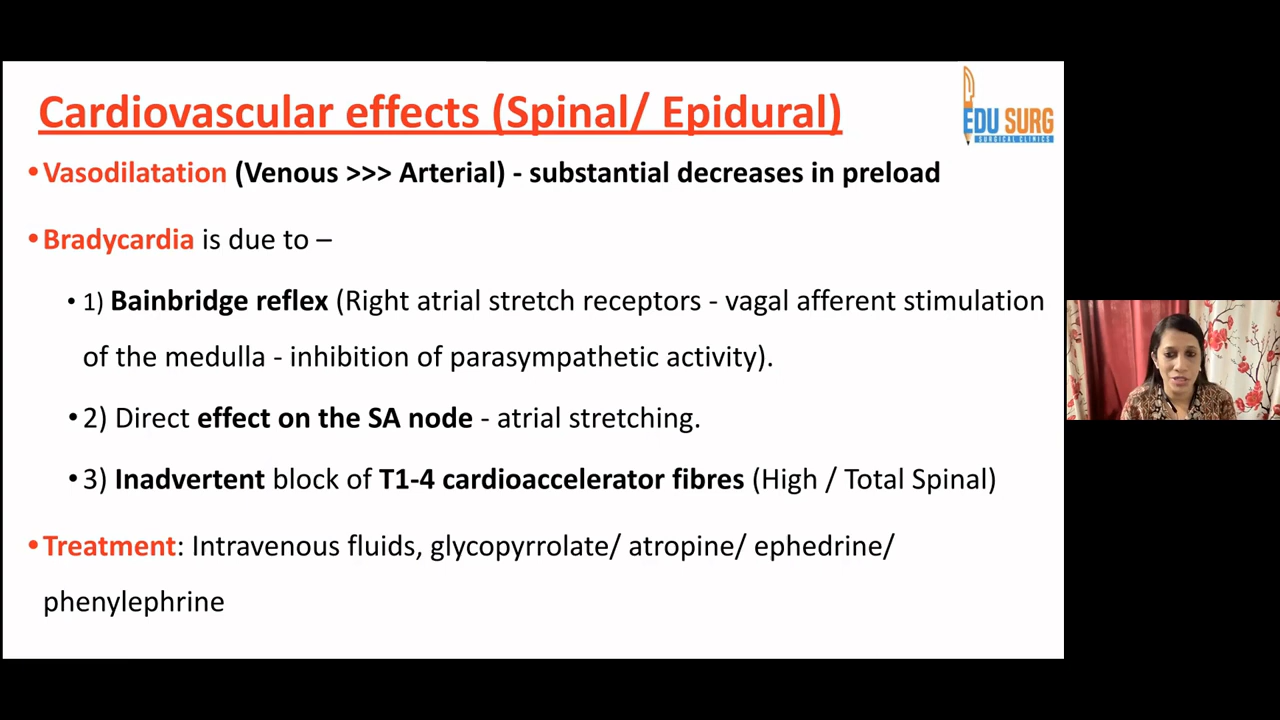 Cardiovascular effects (Spinal/ Epidural)
EDU SURG
SURGICAL CLINICS
•Vasodilatation (Venous >>> Arterial) - substantial decreases in preload
•Bradycardia is due to –
• 1) Bainbridge reflex (Right atrial stretch receptors - vagal afferent stimulation
of the medulla - inhibition of parasympathetic activity).
•2) Direct effect on the SA node - atrial stretching.
•3) Inadvertent block of T1-4 cardioaccelerator fibres (High / Total Spinal)
•Treatment: Intravenous fluids, glycopyrrolate/ atropine/ ephedrine/
phenylephrine